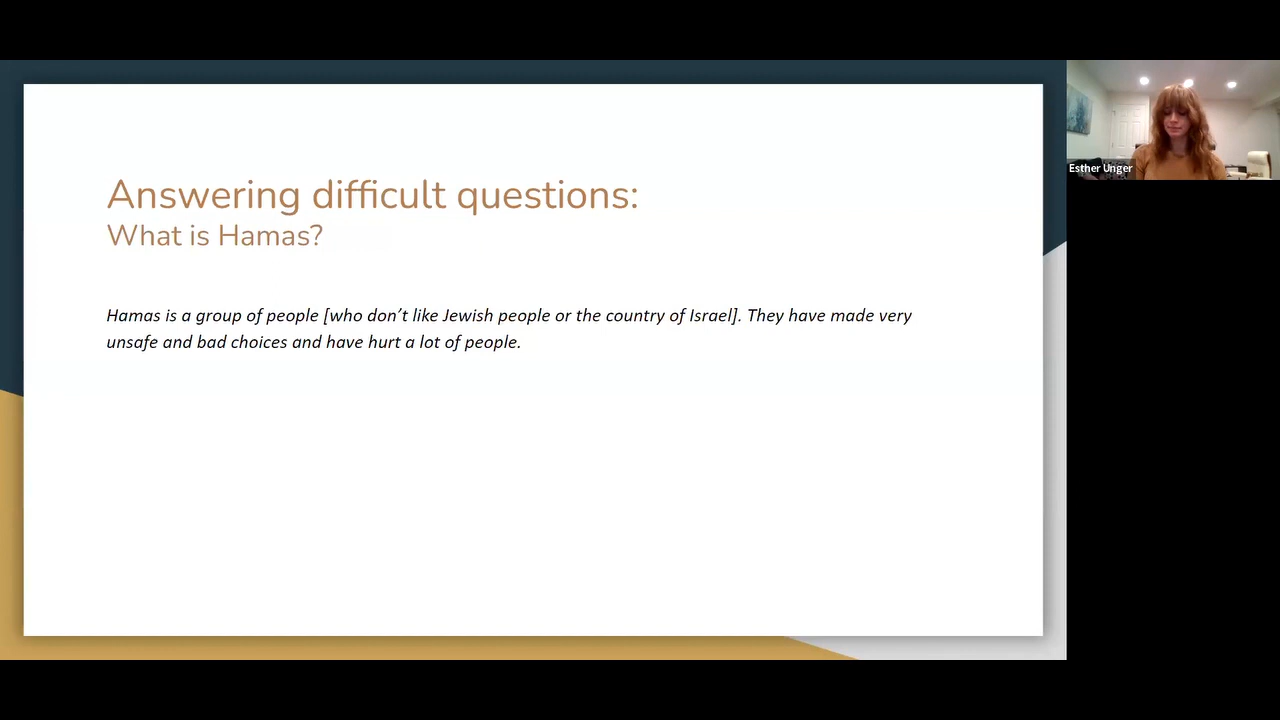 Answering difficult questions:
What is Hamas?
Hamas is a group of people [who don’t like Jewish people or the country of Israel]. They have made very
unsafe and bad choices and have hurt a lot of people.
Esther Unger